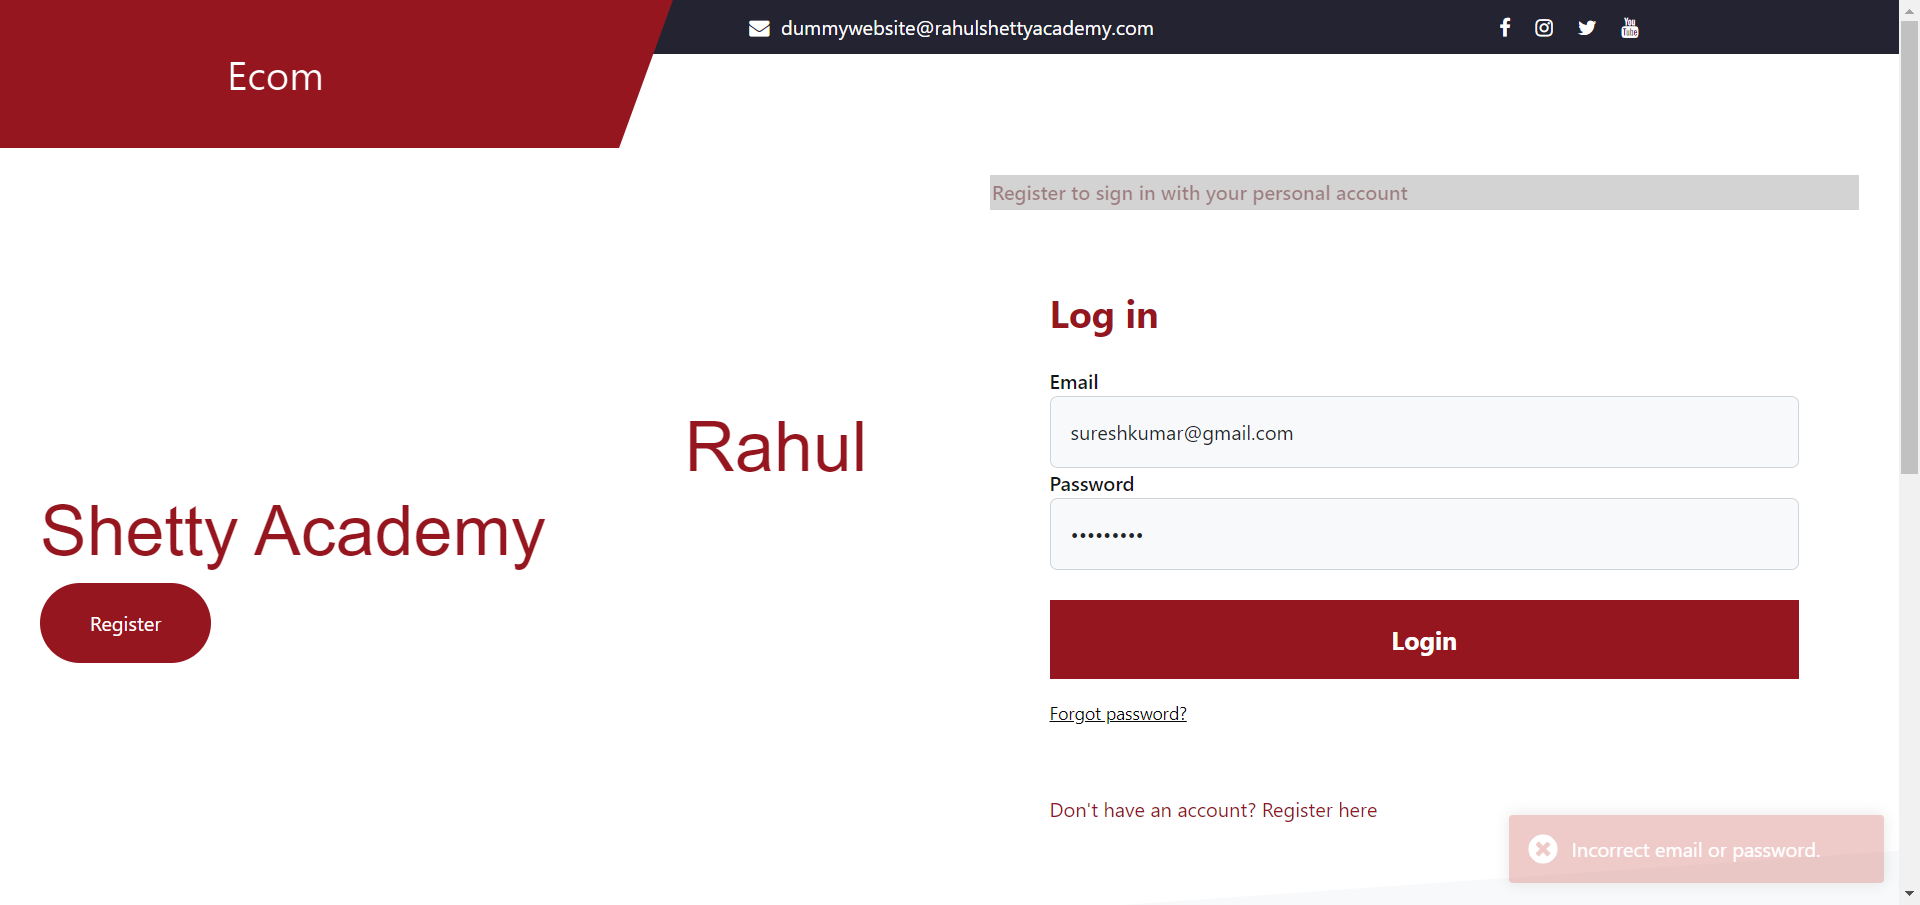 dummywebsite@rahulshettyacademy.com
Ecom
Register to sign in with your personal account
Rahul
Shetty Academy
Register
Log in
Email
sureshkumar@gmail.com
Password
•••••••••
Login
Forgot password?
Don't have an account? Register here
Incorrect email or password.